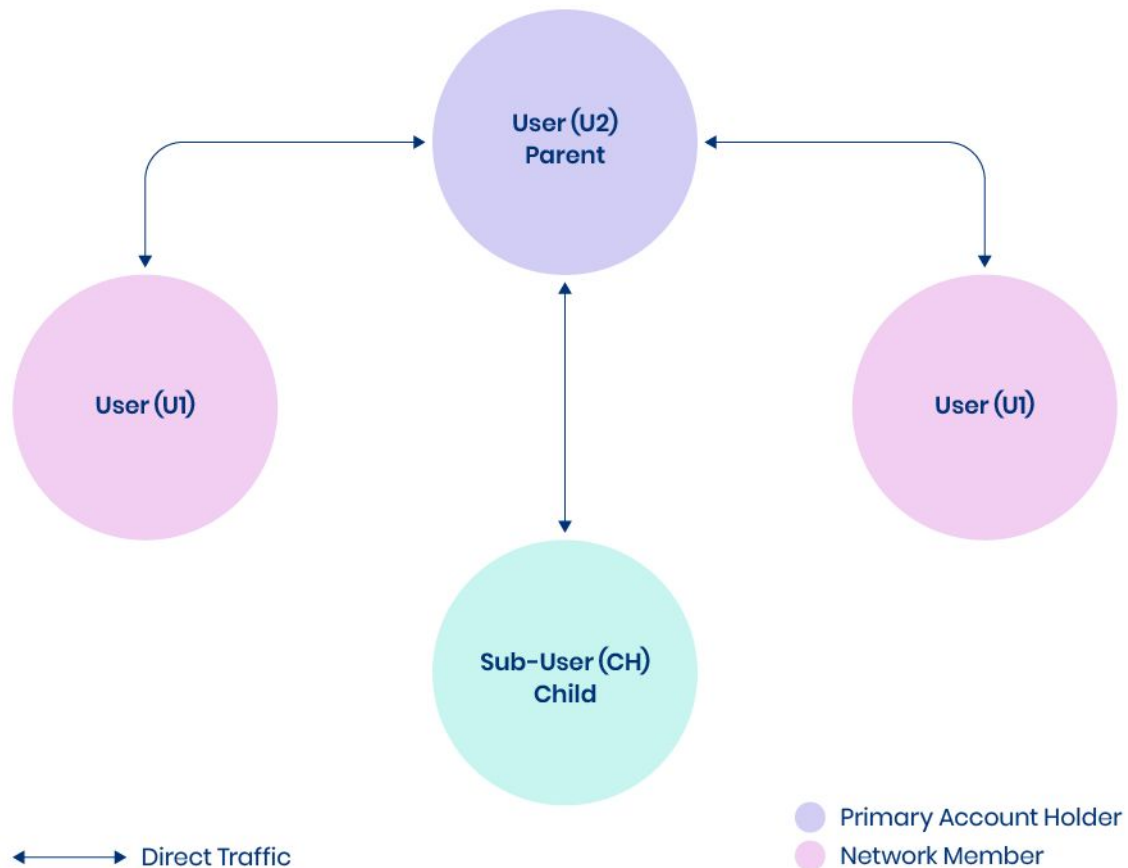 User (U2)
Parent
User (U1)
User (U1)
Sub-User (CH)
Child
Direct Traffic
Primary Account Holder
Network Member